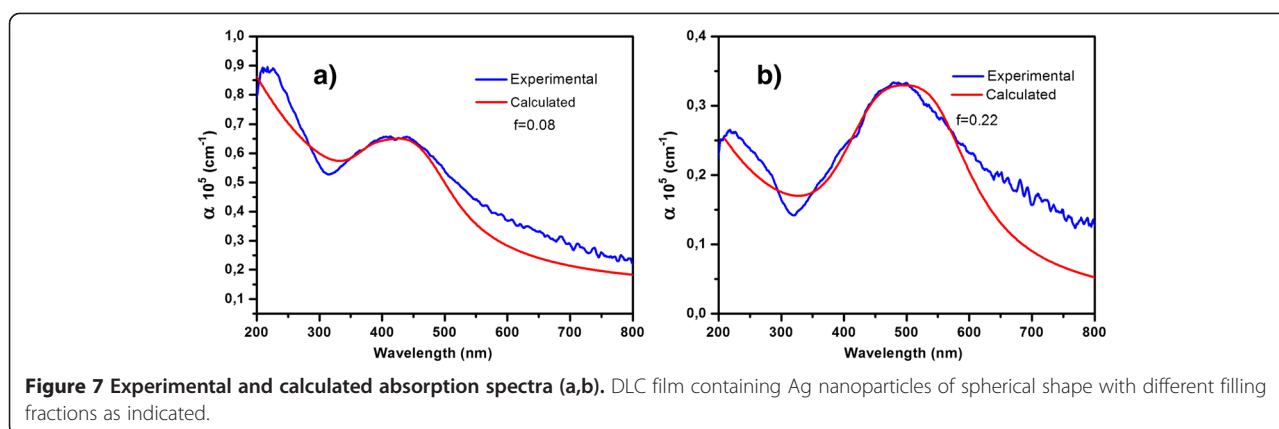 1,0
0,9
0,8
0,7
0,6
0,5
0,4
0,3
0,2
0,1
α 10⁵ (cm⁻¹)
a)
Experimental
Calculated
f=0.08
200 300 400 500 600 700 800
Wavelength (nm)
0,4
0,3
0,2
0,1
0,0
α 10⁵ (cm⁻¹)
b)
Experimental
Calculated
f=0.22
200 300 400 500 600 700 800
Wavelength (nm)
Figure 7 Experimental and calculated absorption spectra (a,b). DLC film containing Ag nanoparticles of spherical shape with different filling
fractions as indicated.